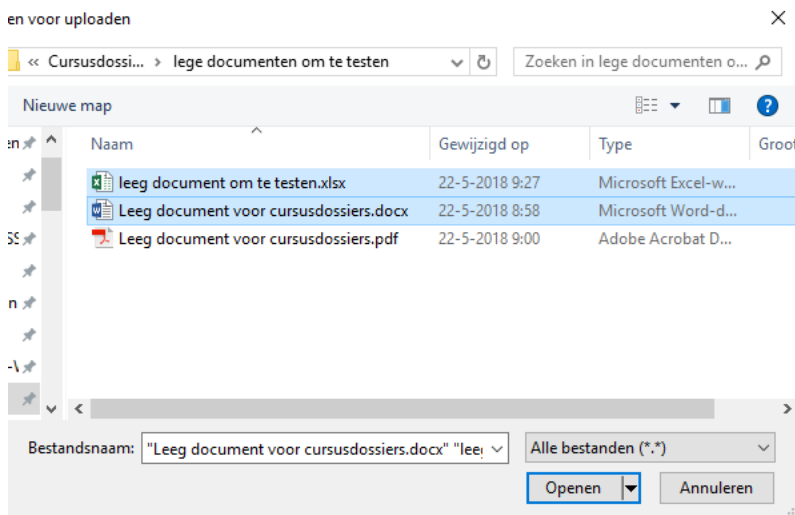 en voor uploaden
« Cursusdossi... > lege documenten om te testen
Zoeken in lege documenten o...
Nieuwe map
Naam Gewijzigd op Type Groot
leeg document om te testen.xlsx 22-5-2018 9:27 Microsoft Excel-w...
Leeg document voor cursusdossiers.docx 22-5-2018 8:58 Microsoft Word-d...
Leeg document voor cursusdossiers.pdf 22-5-2018 9:00 Adobe Acrobat D...
Bestandsnaam: "Leeg document voor cursusdossiers.docx" "lee
Alle bestanden (*.*)
Openen Annuleren